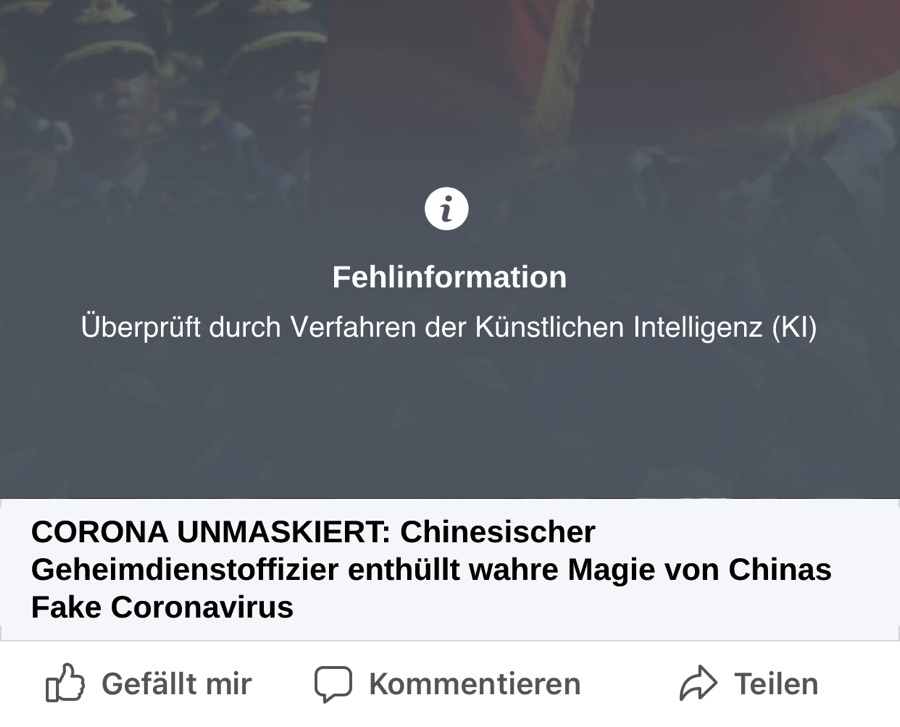 Fehlinformation
Überprüft durch Verfahren der Künstlichen Intelligenz (KI)
CORONA UNMASKIERT: Chinesischer
Geheimdienstoffizier enthüllt wahre Magie von Chinas
Fake Coronavirus
Gefällt mir Kommentieren Teilen